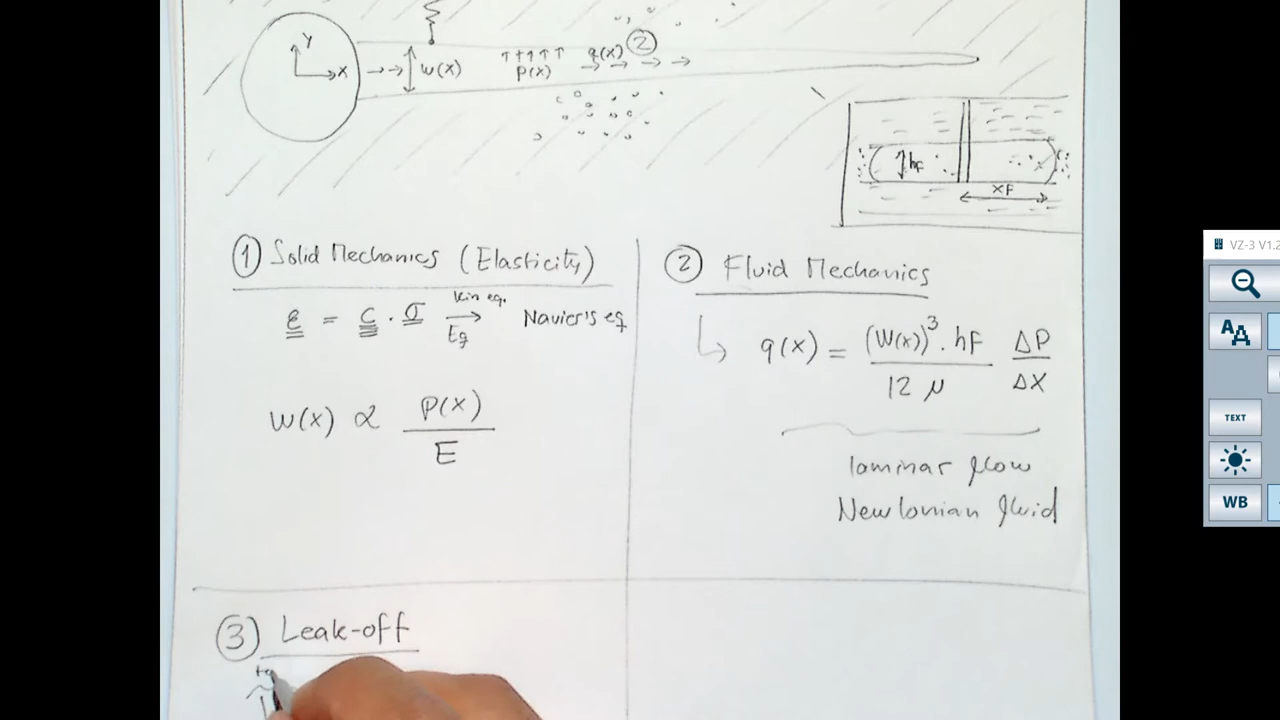 Y
X
→→ w(x)
↑↑↑↑↑
P(x)
q(x) ②
→ → → →
hF
xF
① Solid Mechanics (Elasticity)
ε = C · σ Kin eq. → Eq Navier's eq
w(x) ∝ P(x) / E
② Fluid Mechanics
↳ q(x) = (W(x))³ · hF / 12 μ ΔP / ΔX
laminar flow
Newtonian fluid
③ Leak-off
VZ-3 V1.2
AA
TEXT
WB